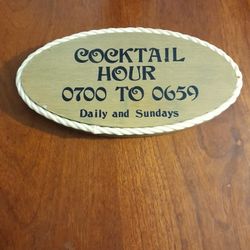 COCKTAIL
HOUR
0700 TO 0659
Daily and Sundays